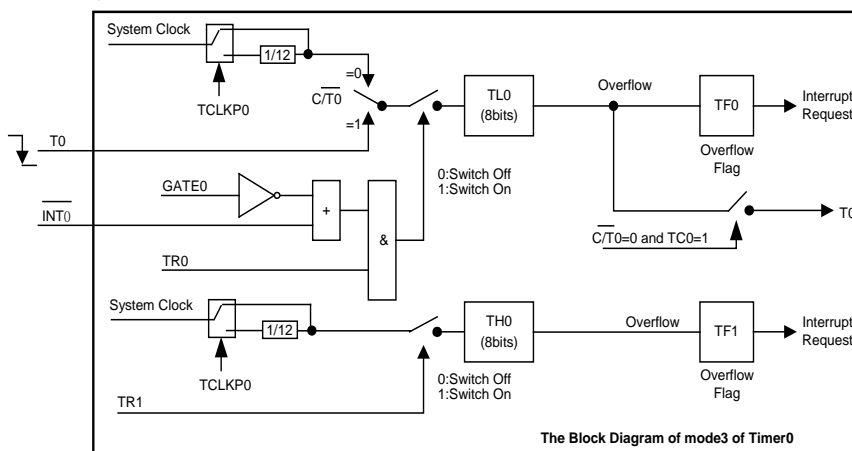 System Clock
1/12
TCLKP0
=0
C/T0
=1
TL0
(8bits)
Overflow
TF0
Interrupt
Request
Overflow
Flag
T0
0:Switch Off
1:Switch On
GATE0
INT0
+
&
TR0
T0
C/T0=0 and TC0=1
System Clock
1/12
TCLKP0
TH0
(8bits)
Overflow
TF1
Interrupt
Request
Overflow
Flag
0:Switch Off
1:Switch On
TR1
The Block Diagram of mode3 of Timer0